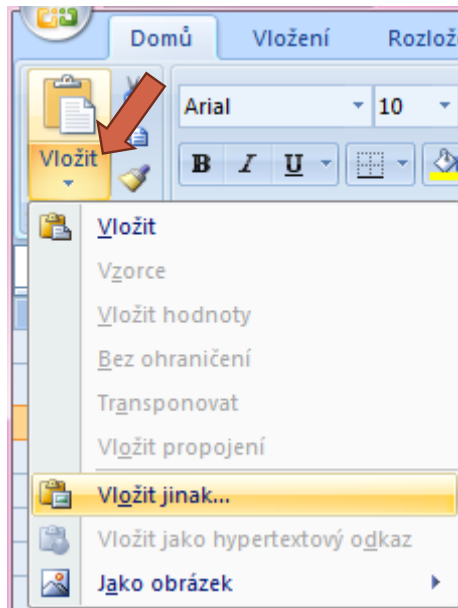 Domů Vložení Rozlož
Arial 10
Vložit
B I U
Vložit
Vzorce
Vložit hodnoty
Bez ohraničení
Transponovat
Vložit propojení
Vložit jinak...
Vložit jako hypertextový odkaz
Jako obrázek